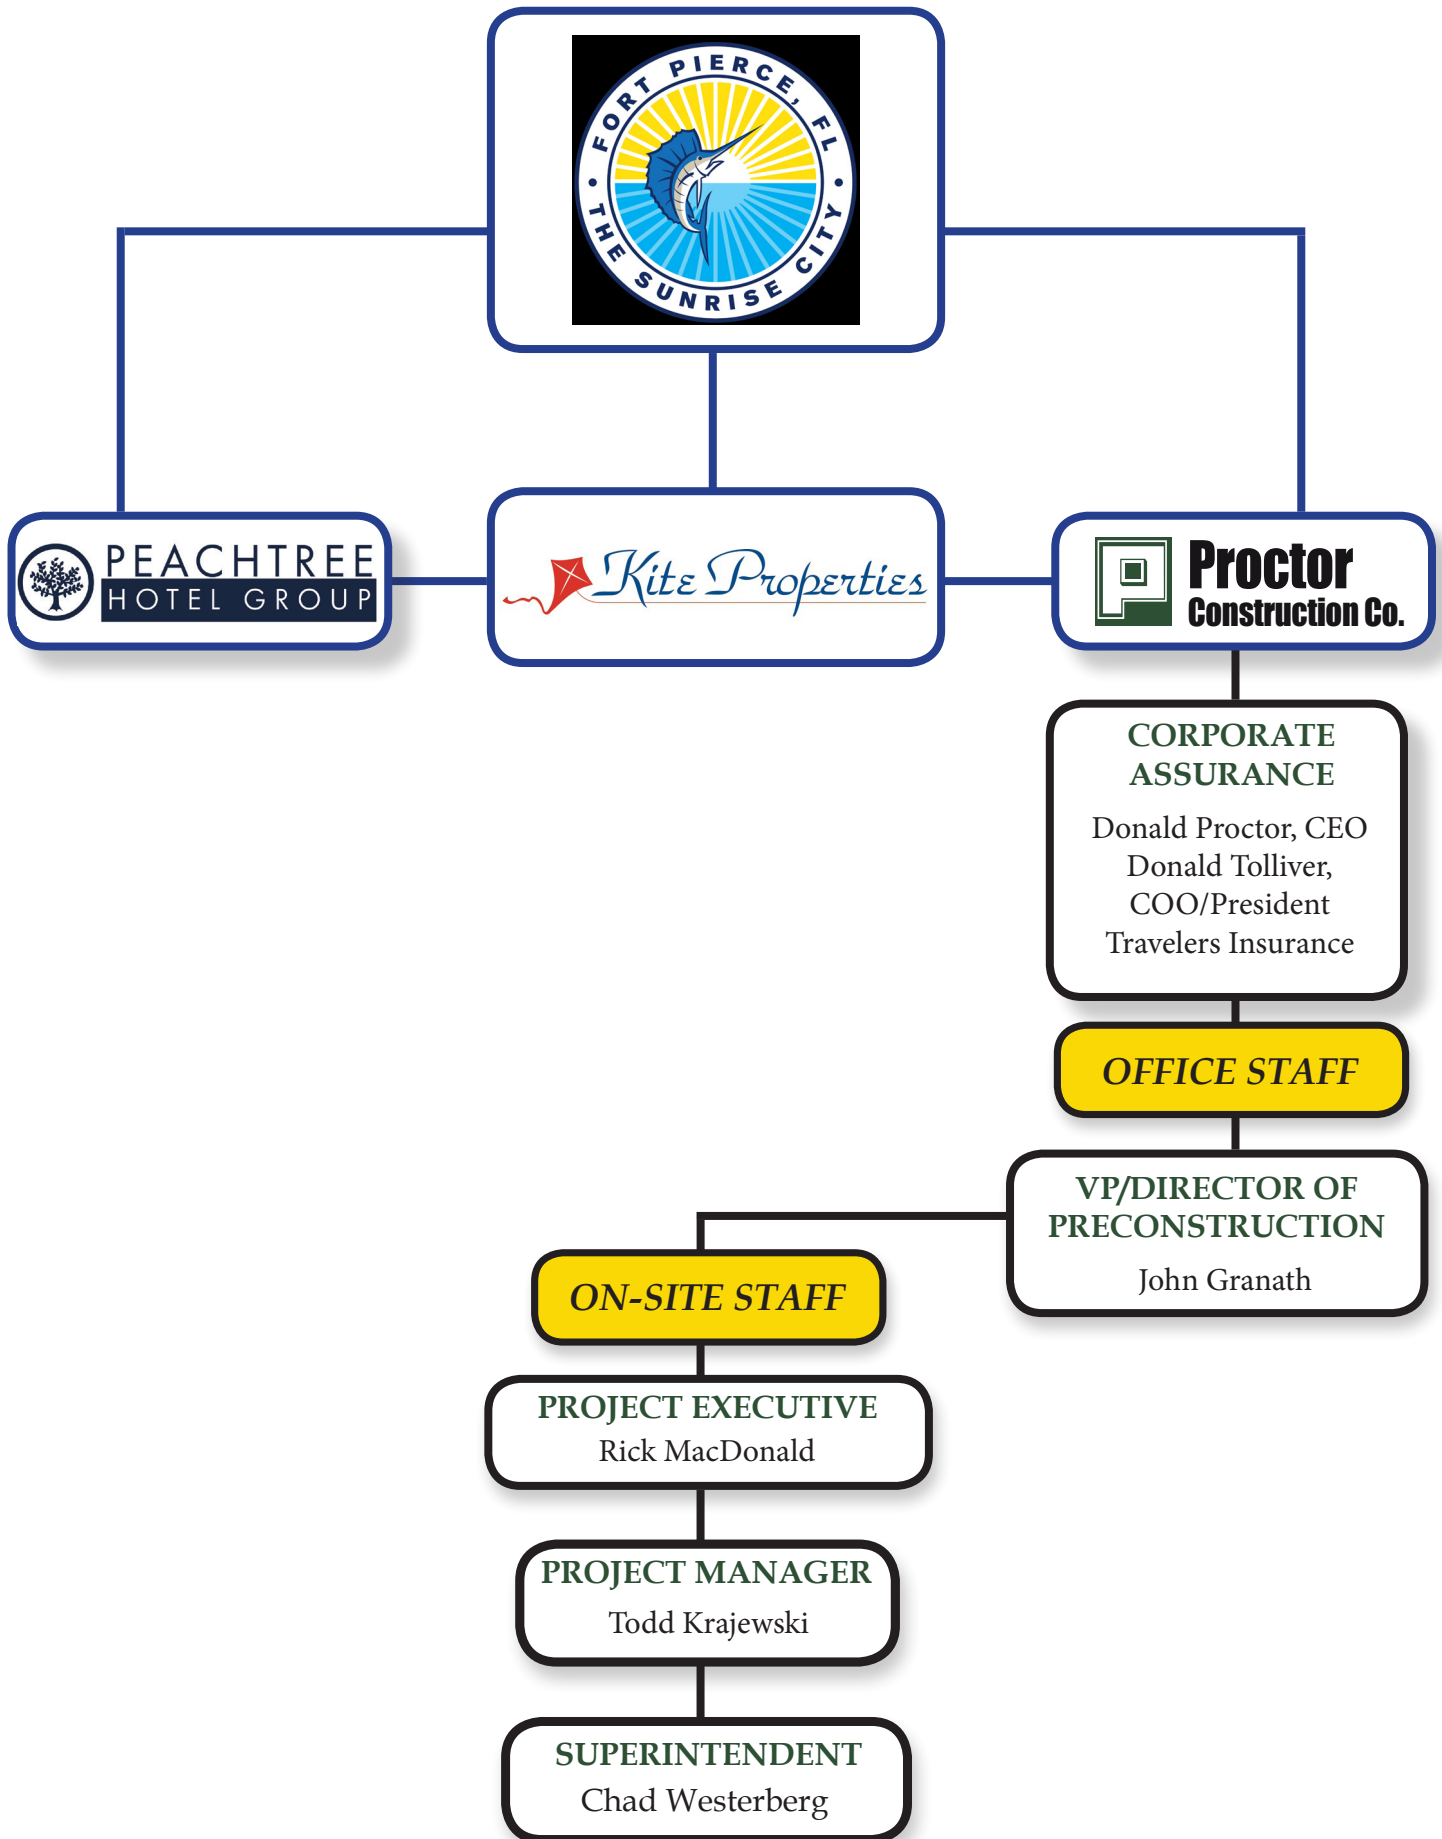 FORT PIERCE, FL
• THE SUNRISE CITY •
PEACHTREE
HOTEL GROUP
Kite Properties
Proctor
Construction Co.
CORPORATE
ASSURANCE
Donald Proctor, CEO
Donald Tolliver,
COO/President
Travelers Insurance
OFFICE STAFF
VP/DIRECTOR OF
PRECONSTRUCTION
John Granath
ON-SITE STAFF
PROJECT EXECUTIVE
Rick MacDonald
PROJECT MANAGER
Todd Krajewski
SUPERINTENDENT
Chad Westerberg